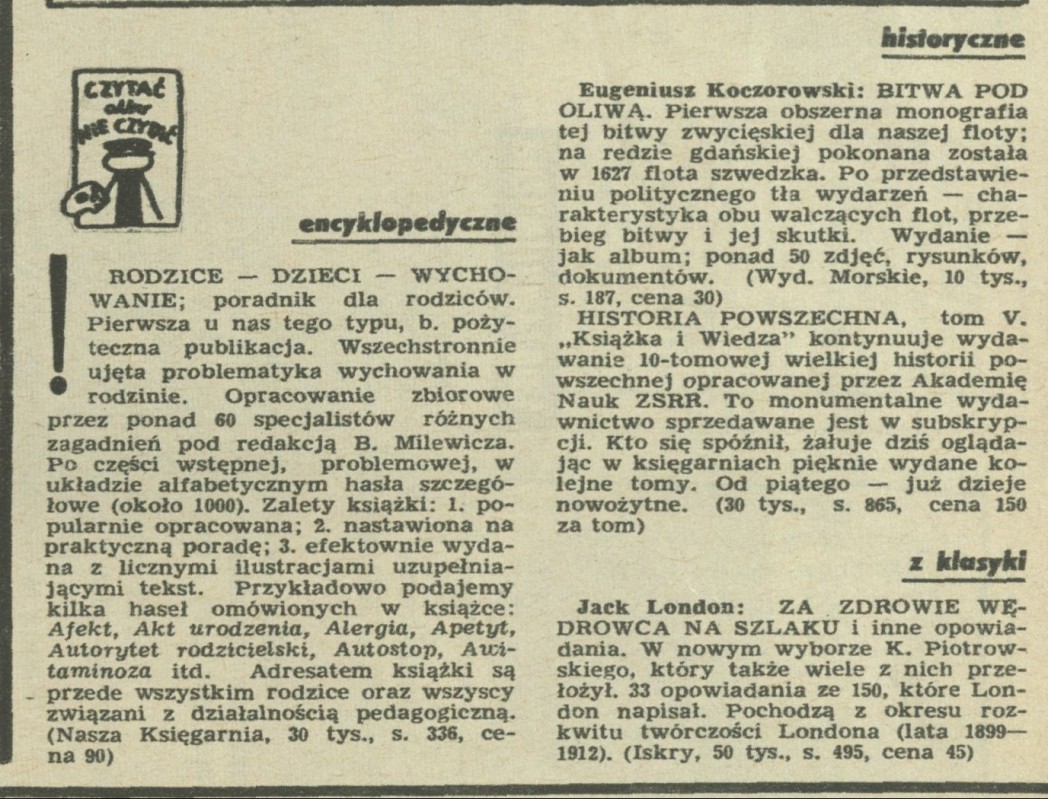 CZYTAĆ
albo
NIE CZYTAĆ
encyklopedyczne
!
RODZICE — DZIECI — WYCHO-
WANIE; poradnik dla rodziców.
Pierwsza u nas tego typu, b. poży-
teczna publikacja. Wszechstronnie
ujęta problematyka wychowania w
rodzinie. Opracowanie zbiorowe
przez ponad 60 specjalistów różnych
zagadnień pod redakcją B. Milewicza.
Po części wstępnej, problemowej, w
układzie alfabetycznym hasła szczegó-
łowe (około 1000). Zalety książki: 1. po-
pularnie opracowana; 2. nastawiona na
praktyczną poradę; 3. efektownie wyda-
na z licznymi ilustracjami uzupełnia-
jącymi tekst. Przykładowo podajemy
kilka haseł omówionych w książce:
Afekt, Akt urodzenia, Alergia, Apetyt,
Autorytet rodzicielski, Autostop, Awi-
taminoza itd. Adresatem książki są
przede wszystkim rodzice oraz wszyscy
związani z działalnością pedagogiczną.
(Nasza Księgarnia, 30 tys., s. 336, ce-
na 90)
historyczne
Eugeniusz Koczorowski: BITWA POD
OLIWĄ. Pierwsza obszerna monografia
tej bitwy zwycięskiej dla naszej floty;
na redzie gdańskiej pokonana została
w 1627 flota szwedzka. Po przedstawie-
niu politycznego tła wydarzeń — cha-
rakterystyka obu walczących flot, prze-
bieg bitwy i jej skutki. Wydanie —
jak album; ponad 50 zdjęć, rysunków,
dokumentów. (Wyd. Morskie, 10 tys.,
s. 187, cena 30)
HISTORIA POWSZECHNA, tom V.
„Książka i Wiedza” kontynuuje wyda-
wanie 10-tomowej wielkiej historii po-
wszechnej opracowanej przez Akademię
Nauk ZSRR. To monumentalne wyda-
wnictwo sprzedawane jest w subskryp-
cji. Kto się spóźnił, żałuje dziś ogląda-
jąc w księgarniach pięknie wydane ko-
lejne tomy. Od piątego — już dzieje
nowożytne. (30 tys., s. 865, cena 150
za tom)
z klasyki
Jack London: ZA ZDROWIE WĘ-
DROWCA NA SZLAKU i inne opowia-
dania. W nowym wyborze K. Piotrow-
skiego, który także wiele z nich prze-
łożył. 33 opowiadania ze 150, które Lon-
don napisał. Pochodzą z okresu roz-
kwitu twórczości Londona (lata 1899—
1912). (Iskry, 50 tys., s. 495, cena 45)